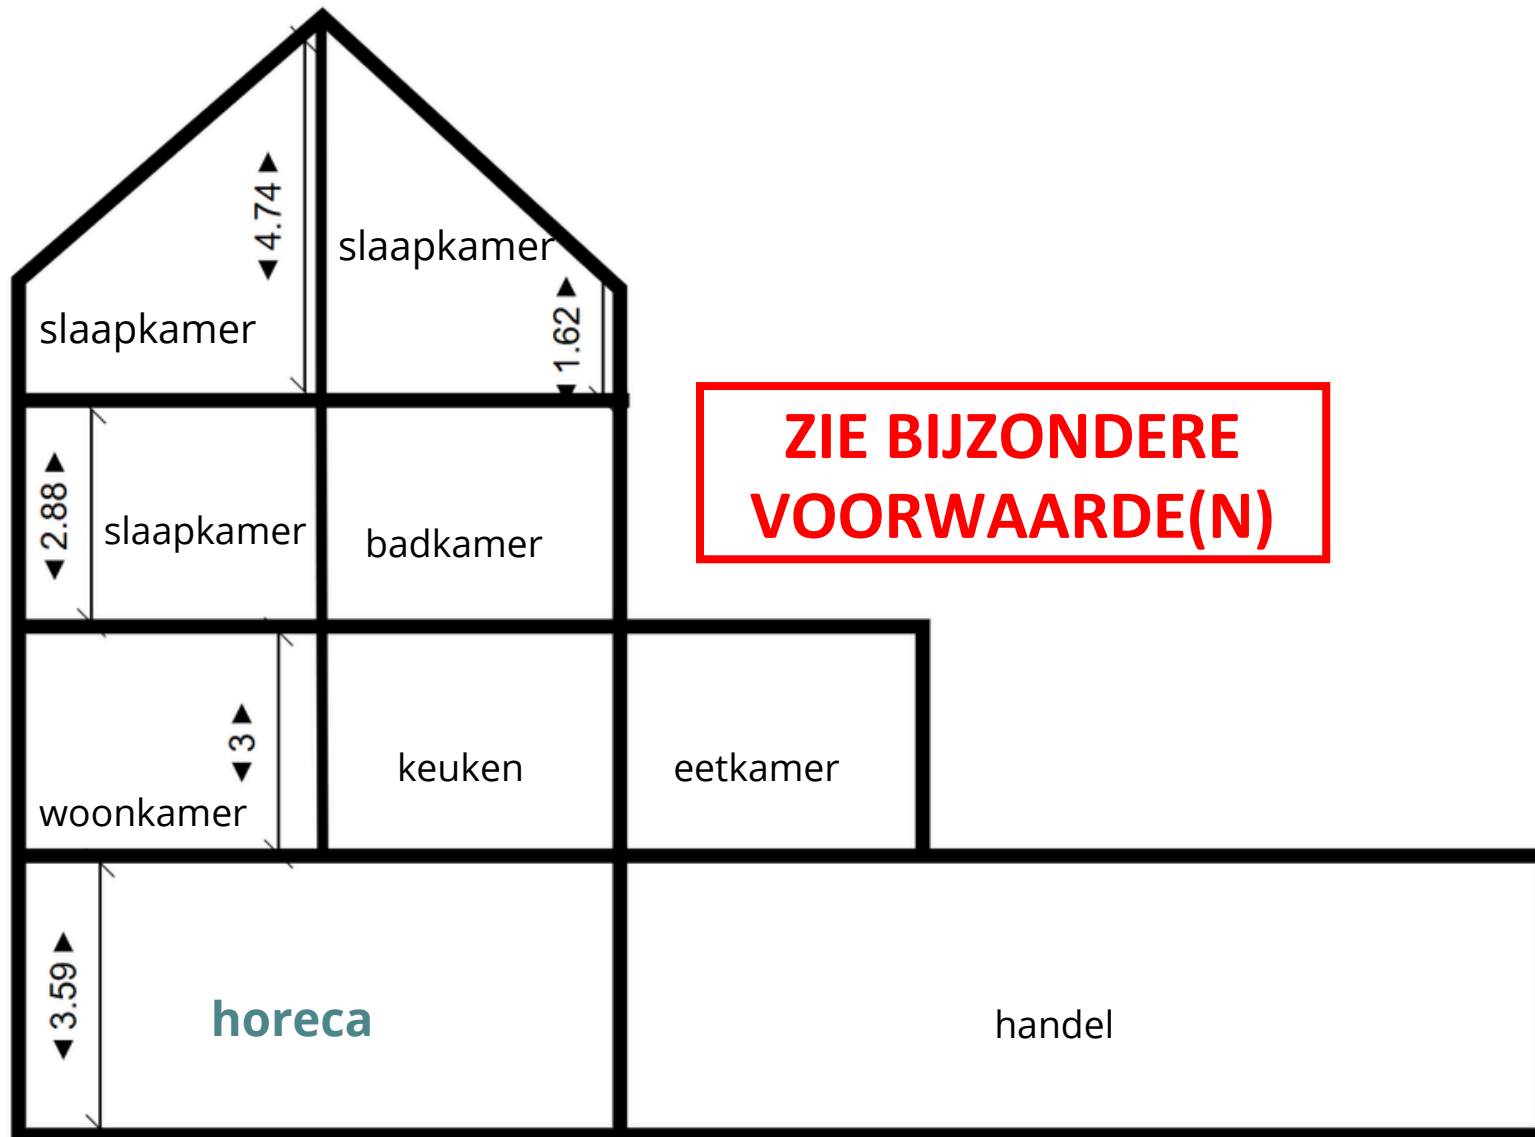 4.74
slaapkamer
1.62
slaapkamer
ZIE BIJZONDERE
VOORWAARDE(N)
2.88
slaapkamer
badkamer
3
keuken
eetkamer
woonkamer
3.59
horeca
handel